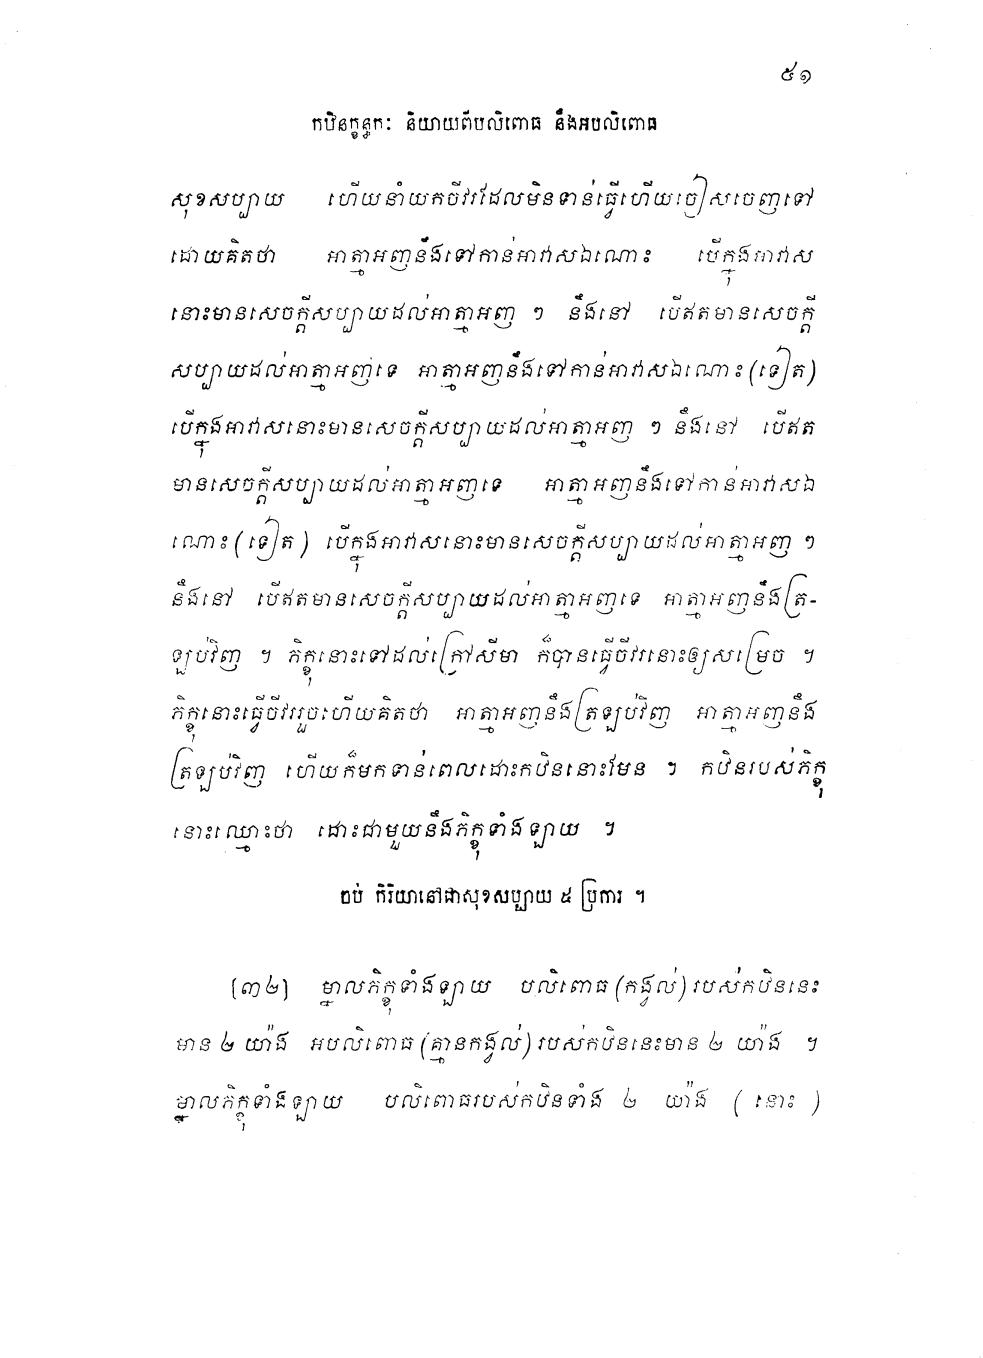 ៥១
កឋិនក្ខន្ធកៈ និយាយពីបលិពោធ នឹងអបលិពោធ
សុខសប្បាយ ហើយនាំយកចីវរដែលមិនទាន់ធ្វើហើយចៀសចេញទៅ
ដោយគិតថា អាត្មាអញនឹងទៅកាន់អាវាសឯណោះ បើក្នុងអាវាស
នោះមានសេចក្តីសប្បាយដល់អាត្មាអញ ៗ នឹងនៅ បើឥតមានសេចក្តី
សប្បាយដល់អាត្មាអញទេ អាត្មាអញនឹងទៅកាន់អាវាសឯណោះ(ទៀត)
បើក្នុងអាវាសនោះមានសេចក្តីសប្បាយដល់អាត្មាអញ ៗ នឹងនៅ បើឥត
មានសេចក្តីសប្បាយដល់អាត្មាអញទេ អាត្មាអញនឹងទៅកាន់អាវាសឯ
ណោះ(ទៀត) បើក្នុងអាវាសនោះមានសេចក្តីសប្បាយដល់អាត្មាអញ ៗ
នឹងនៅ បើឥតមានសេចក្តីសប្បាយដល់អាត្មាអញទេ អាត្មាអញនឹងត្រ-
ឡប់វិញ ។ ភិក្ខុនោះទៅដល់ក្រៅសីមា ក៏បានធ្វើចីវរនោះឲ្យសម្រេច ។
ភិក្ខុនោះធ្វើចីវររួចហើយគិតថា អាត្មាអញនឹងត្រឡប់វិញ អាត្មាអញនឹង
ត្រឡប់វិញ ហើយក៏មកទាន់ពេលដោះកឋិននោះមែន ។ កឋិនរបស់ភិក្ខុ
នោះឈ្មោះថា ដោះជាមួយនឹងភិក្ខុទាំងឡាយ ។
ចប់ កិរិយានៅជាសុខសប្បាយ ៥ ប្រការ ។
[៣២] ម្នាលភិក្ខុទាំងឡាយ បលិពោធ(កង្វល់)របស់កឋិននេះ
មាន ២ យ៉ាង អបលិពោធ(គ្មានកង្វល់)របស់កឋិននេះមាន ២ យ៉ាង ។
ម្នាលភិក្ខុទាំងឡាយ បលិពោធរបស់កឋិនទាំង ២ យ៉ាង (នោះ)